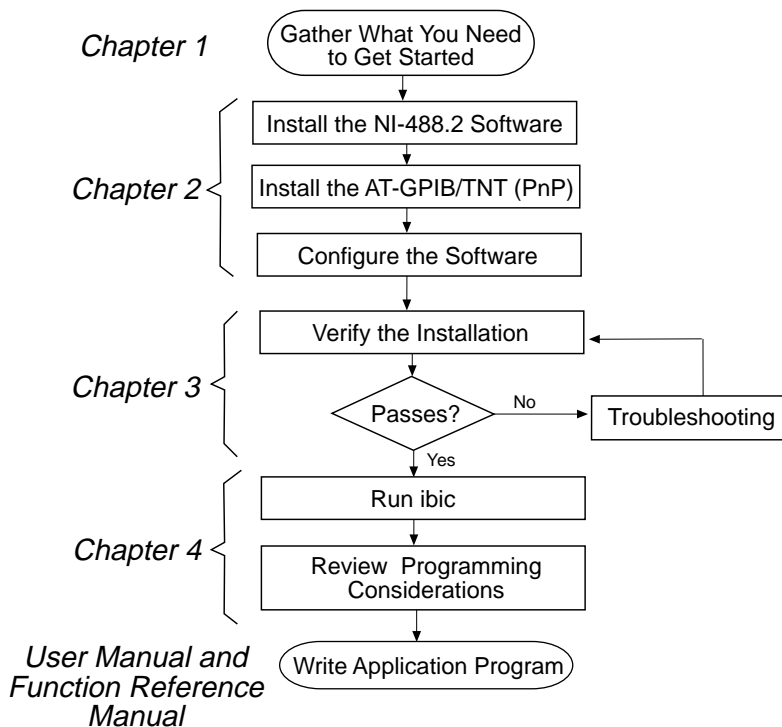 Chapter 1
Gather What You Need
to Get Started
Chapter 2
Install the NI-488.2 Software
Install the AT-GPIB/TNT (PnP)
Configure the Software
Chapter 3
Verify the Installation
Passes?
No
Troubleshooting
Yes
Chapter 4
Run ibic
Review Programming
Considerations
User Manual and
Function Reference
Manual
Write Application Program